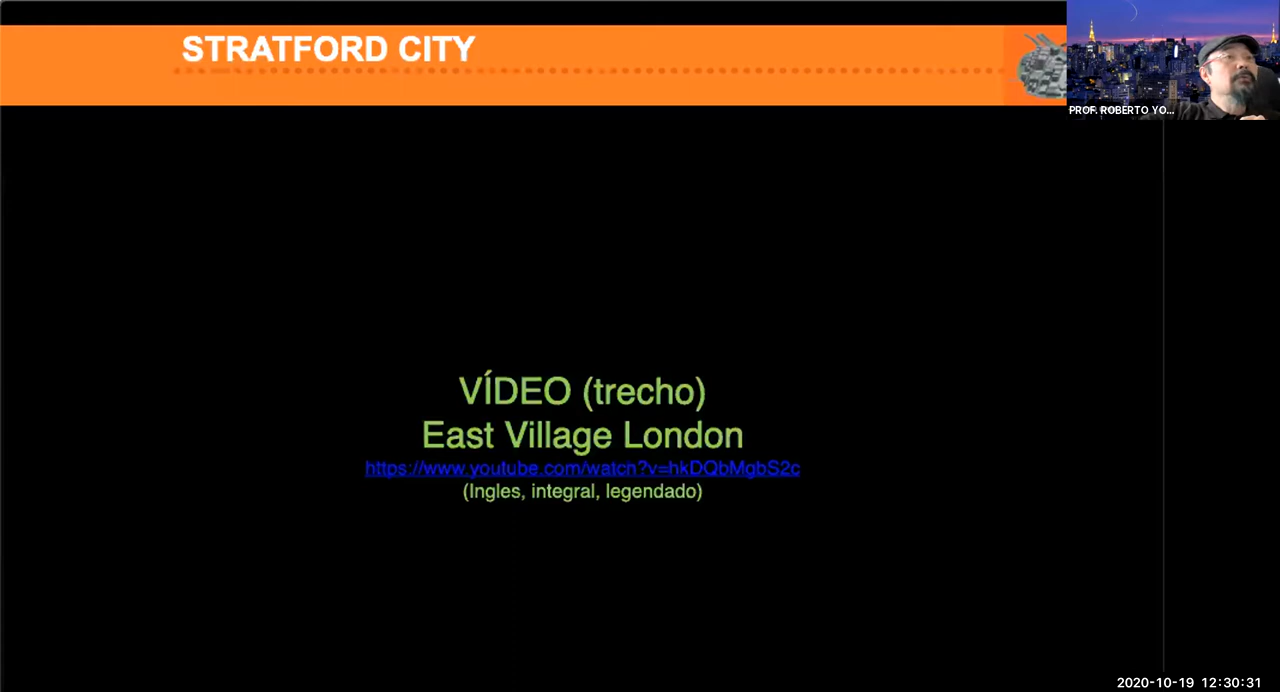 STRATFORD CITY
PROF. ROBERTO YO...
VÍDEO (trecho)
East Village London
https://www.youtube.com/watch?v=hkDQbMgbS2c
(Ingles, integral, legendado)
2020-10-19 12:30:31